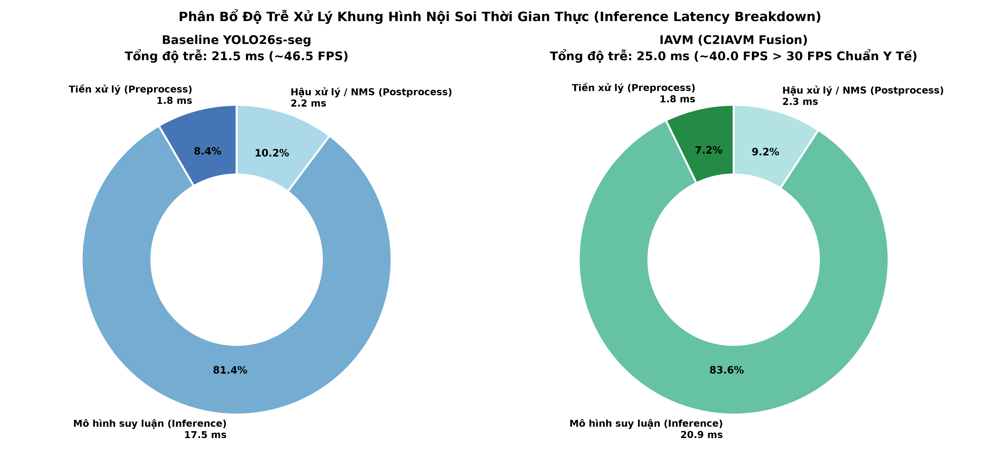 Phân Bổ Độ Trễ Xử Lý Khung Hình Nội Soi Thời Gian Thực (Inference Latency Breakdown)
Baseline YOLO26s-seg
Tổng độ trễ: 21.5 ms (~46.5 FPS)
Tiền xử lý (Preprocess)
1.8 ms
Hậu xử lý / NMS (Postprocess)
2.2 ms
8.4%
10.2%
81.4%
Mô hình suy luận (Inference)
17.5 ms
IAVM (C2IAVM Fusion)
Tổng độ trễ: 25.0 ms (~40.0 FPS > 30 FPS Chuẩn Y Tế)
Tiền xử lý (Preprocess)
1.8 ms
Hậu xử lý / NMS (Postprocess)
2.3 ms
7.2%
9.2%
83.6%
Mô hình suy luận (Inference)
20.9 ms